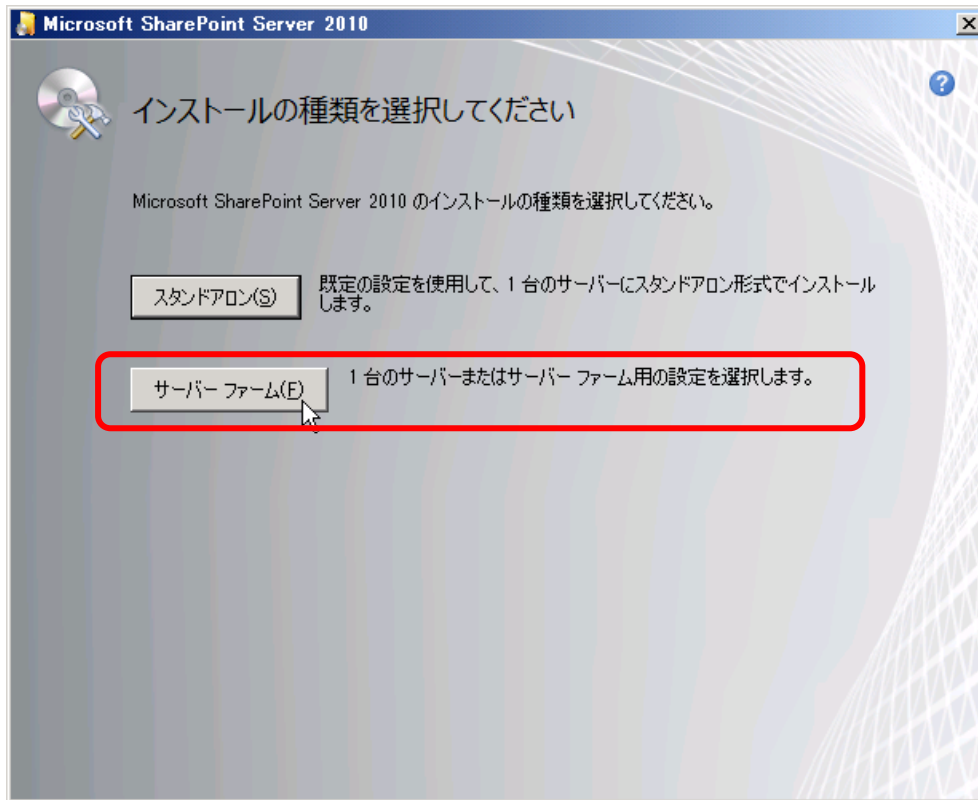 Microsoft SharePoint Server 2010
インストールの種類を選択してください
Microsoft SharePoint Server 2010 のインストールの種類を選択してください。
スタンドアロン(S)
既定の設定を使用して、1 台のサーバーにスタンドアロン形式でインストール
します。
サーバー ファーム(F)
1 台のサーバーまたはサーバー ファーム用の設定を選択します。